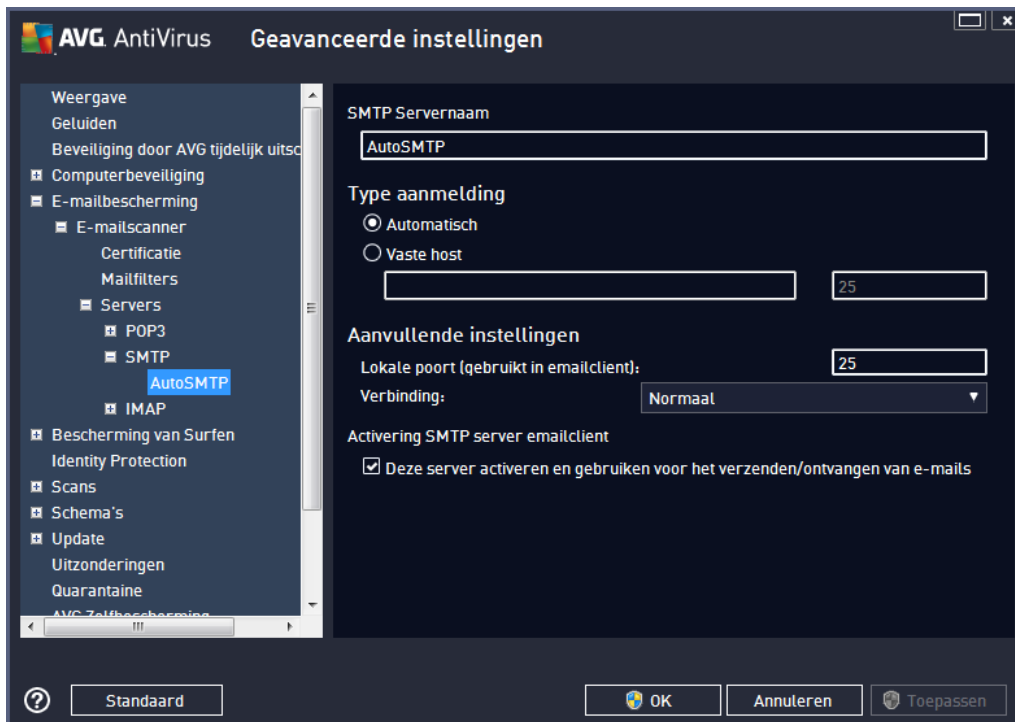 AVG AntiVirus Geavanceerde instellingen
Weergave
Geluiden
Beveiliging door AVG tijdelijk uitsc
Computerbeveiliging
E-mailbescherming
E-mailscanner
Certificatie
Mailfilters
Servers
POP3
SMTP
AutoSMTP
IMAP
Bescherming van Surfen
Identity Protection
Scans
Schema's
Update
Uitzonderingen
Quarantaine
AVG Zelfbescherming
SMTP Servernaam
AutoSMTP
Type aanmelding
Automatisch
Vaste host
25
Aanvullende instellingen
Lokale poort (gebruikt in emailclient):
25
Verbinding:
Normaal
Activering SMTP server emailclient
Deze server activeren en gebruiken voor het verzenden/ontvangen van e-mails
Standaard
OK
Annuleren
Toepassen